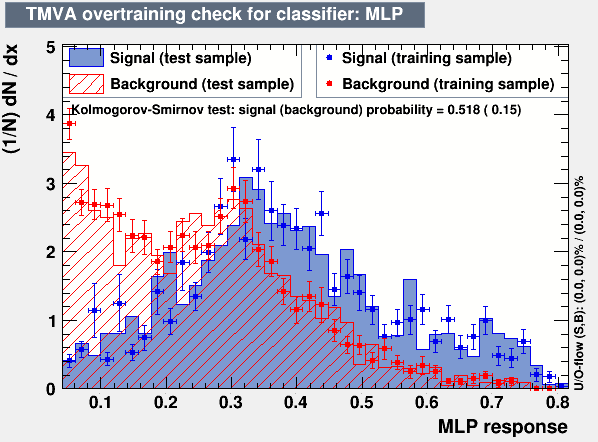 TMVA overtraining check for classifier: MLP
(1/N) dN / dx
5
4
3
2
1
0
Signal (test sample)
Background (test sample)
Signal (training sample)
Background (training sample)
Kolmogorov-Smirnov test: signal (background) probability = 0.518 ( 0.15)
U/O-flow (S,B): (0.0, 0.0)% / (0.0, 0.0)%
0.1 0.2 0.3 0.4 0.5 0.6 0.7 0.8
MLP response